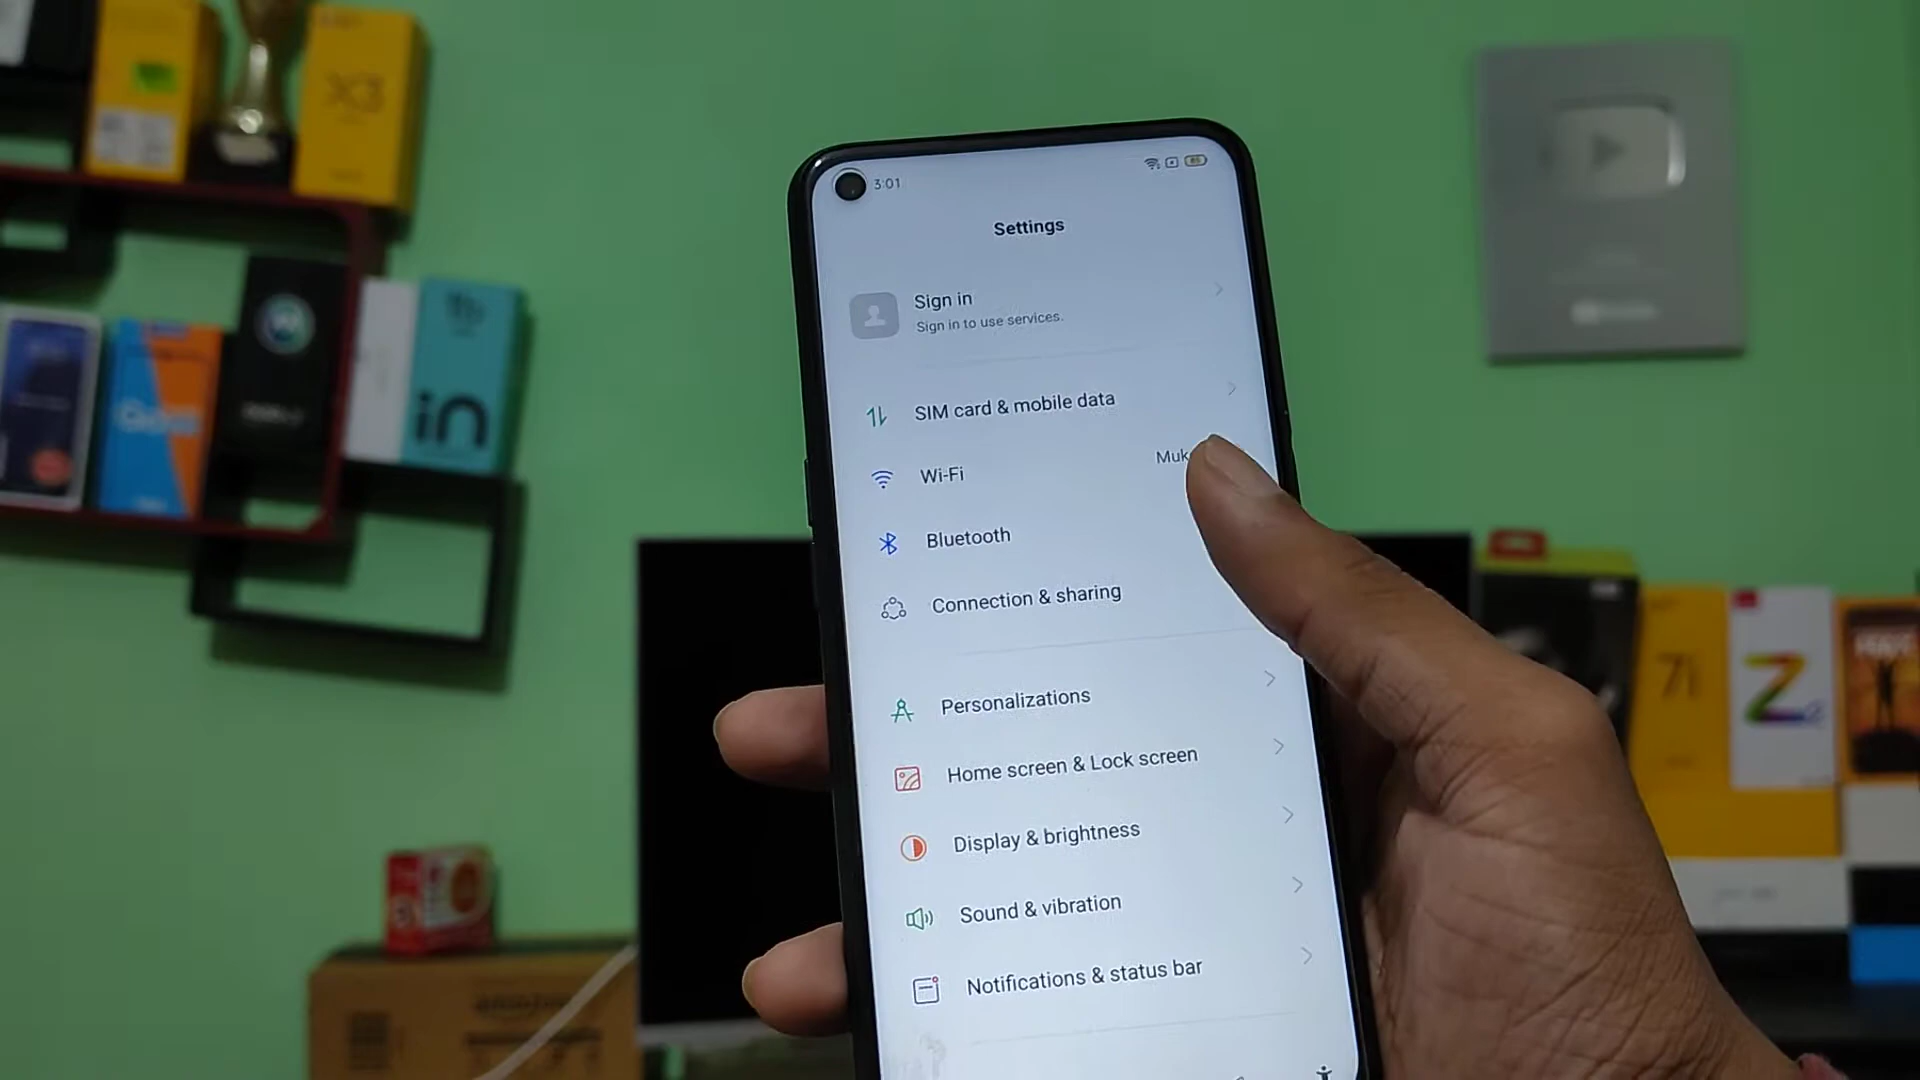 X3
in
3:01
Settings
Sign in
Sign in to use services.
SIM card & mobile data
Wi-Fi
Muk
Bluetooth
Connection & sharing
Personalizations
Home screen & Lock screen
Display & brightness
Sound & vibration
Notifications & status bar
7i
Z